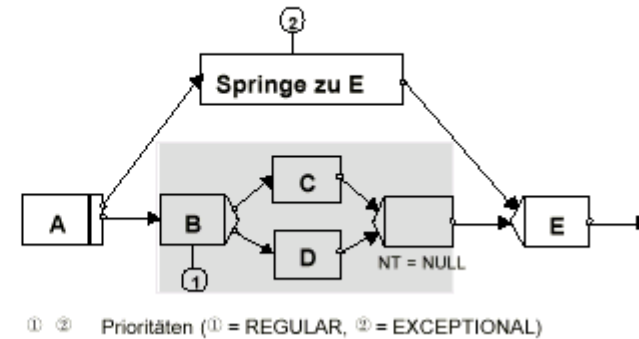 2
Springe zu E
A
B
C
D
NT = NULL
E
1
① ② Prioritäten (① = REGULAR, ② = EXCEPTIONAL)